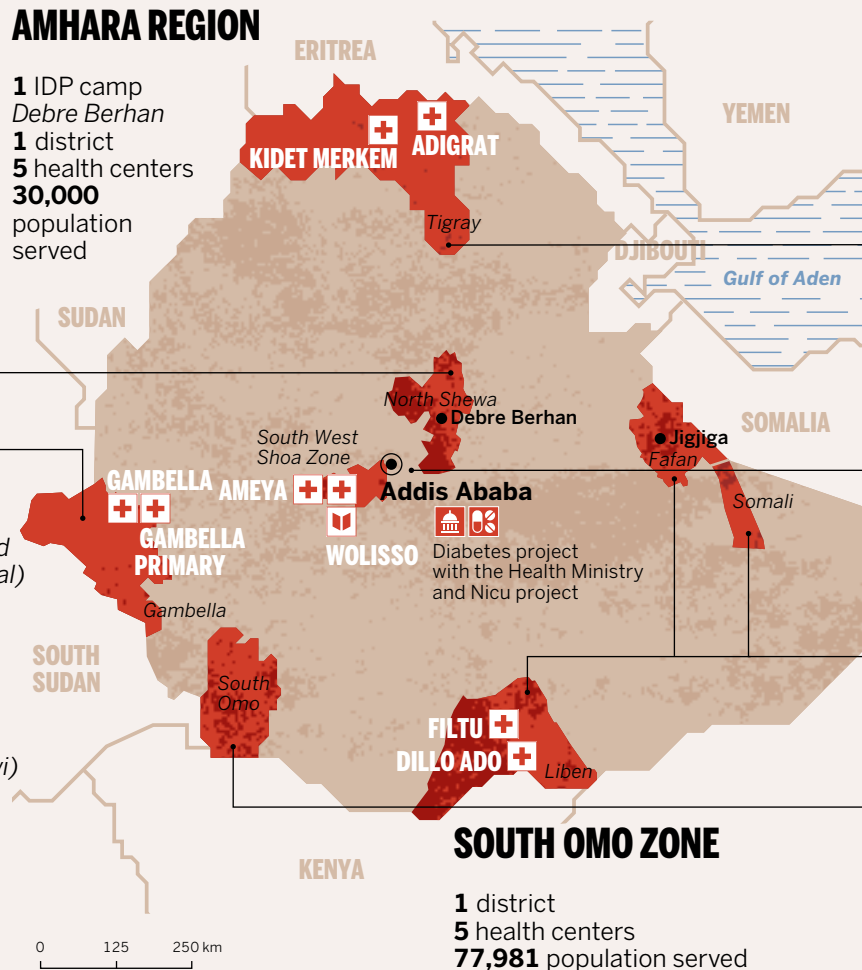 AMHARA REGION
1 IDP camp
Debre Berhan
1 district
5 health centers
30,000
population
served
ERITREA
YEMEN
KIDET MERKEM
ADIGRAT
Tigray
DJIBOUTI
Gulf of Aden
SUDAN
North Shewa
Debre Berhan
SOMALIA
South West
Shoa Zone
Jigjiga
Fafan
GAMBELLA
AMEYA
Addis Ababa
Somali
GAMBELLA
PRIMARY
WOLISSO
Diabetes project
with the Health Ministry
and Nicu project
d
al)
Gambella
SOUTH
SUDAN
South
Omo
FILTU
DILLO ADO
Liben
vi)
KENYA
SOUTH OMO ZONE
1 district
5 health centers
77,981 population served
0 125 250 km